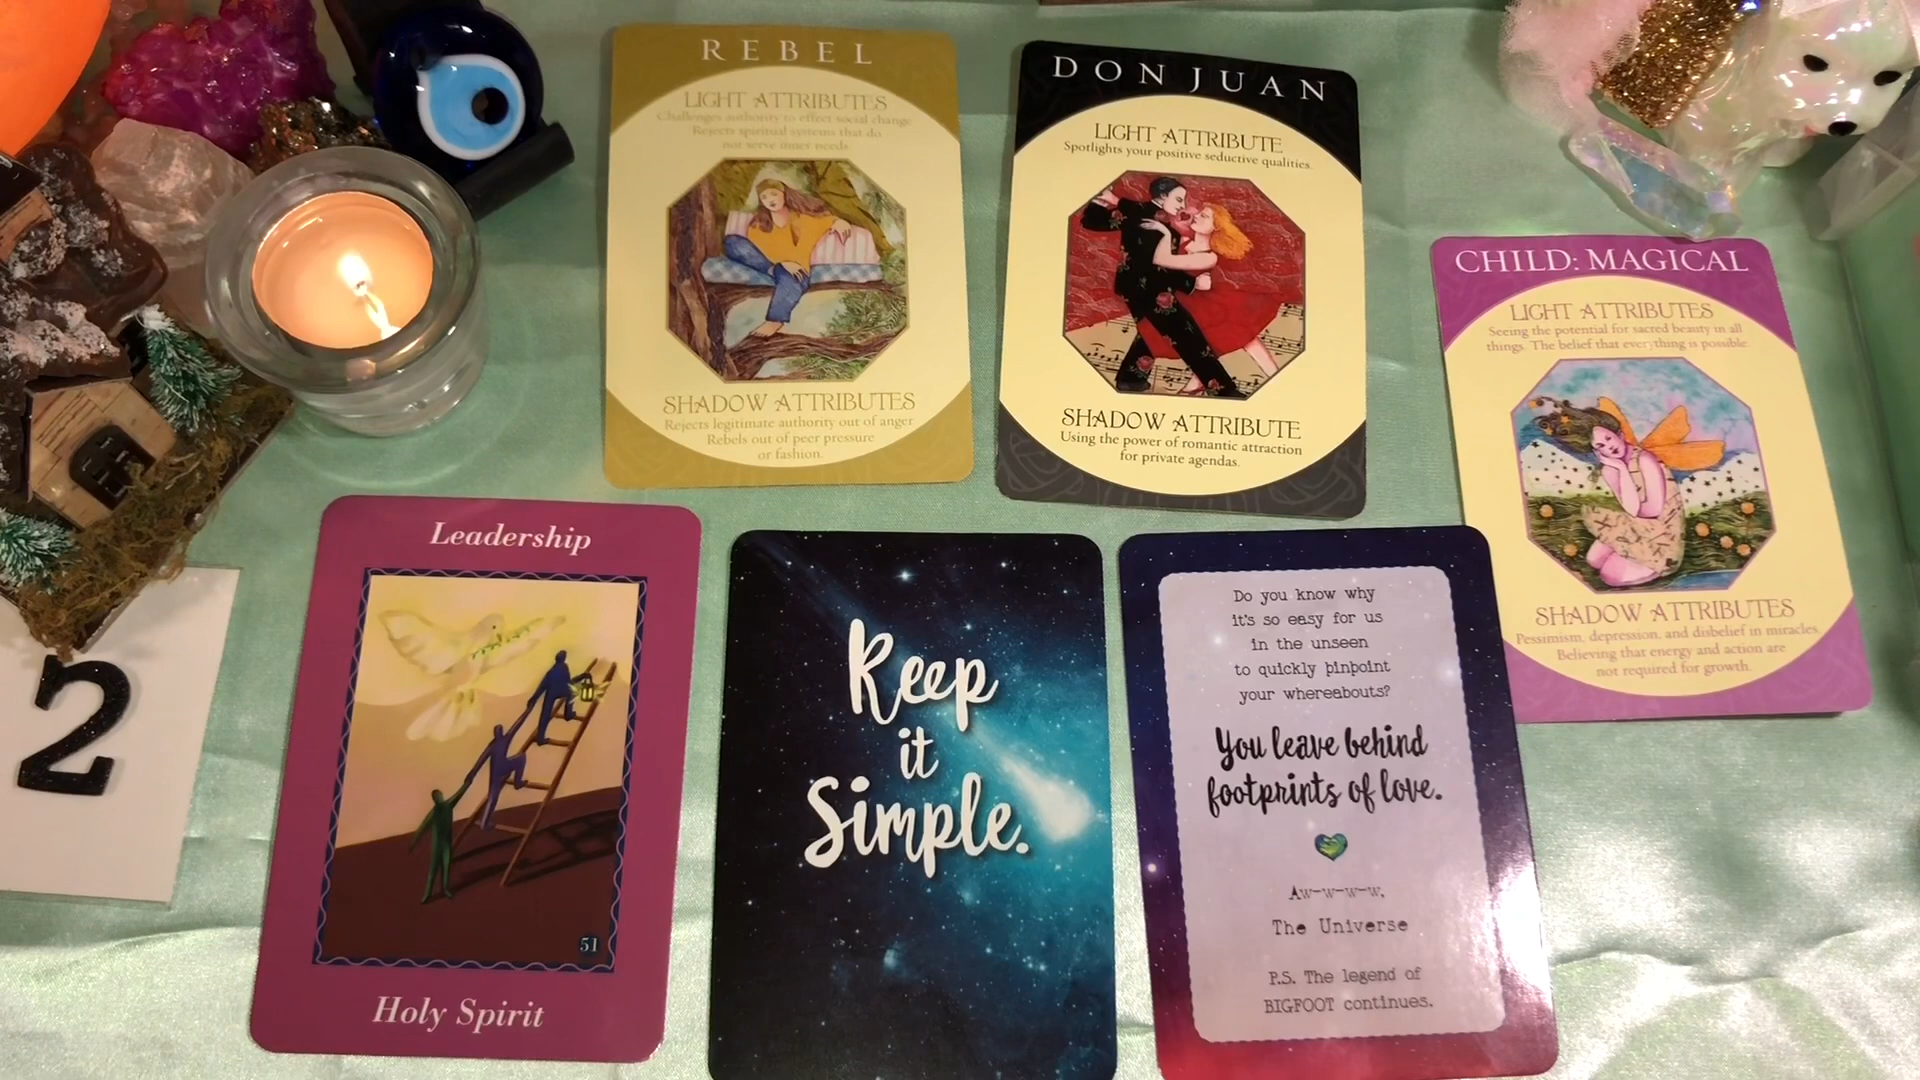 REBEL
LIGHT ATTRIBUTES
Challenges authority to effect social change
Rejects spiritual systems that do
not serve inner needs
SHADOW ATTRIBUTES
Rejects legitimate authority out of anger
Rebels out of peer pressure
or fashion.
DON JUAN
LIGHT ATTRIBUTE
Spotlights your positive seductive qualities.
SHADOW ATTRIBUTE
Using the power of romantic attraction
for private agendas.
CHILD: MAGICAL
LIGHT ATTRIBUTES
Seeing the potential for sacred beauty in all
things. The belief that everything is possible.
SHADOW ATTRIBUTES
Pessimism, depression, and disbelief in miracles.
Believing that energy and action are
not required for growth.
2
Leadership
51
Holy Spirit
Keep
it
Simple.
Do you know why
it's so easy for us
in the unseen
to quickly pinpoint
your whereabouts?
You leave behind
footprints of love.
Aw-w-w-w,
The Universe
P.S. The legend of
BIGFOOT continues.